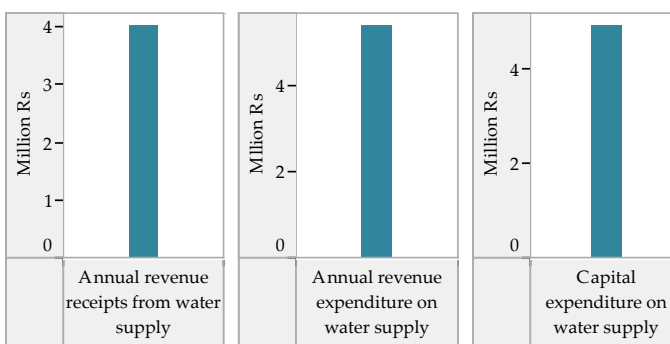 Million Rs
4
3
2
1
0
Annual revenue
receipts from water
supply
Mllion Rs
4
2
0
Annual revenue
expenditure on
water supply
Million Rs
4
2
0
Capital
expenditure on
water supply